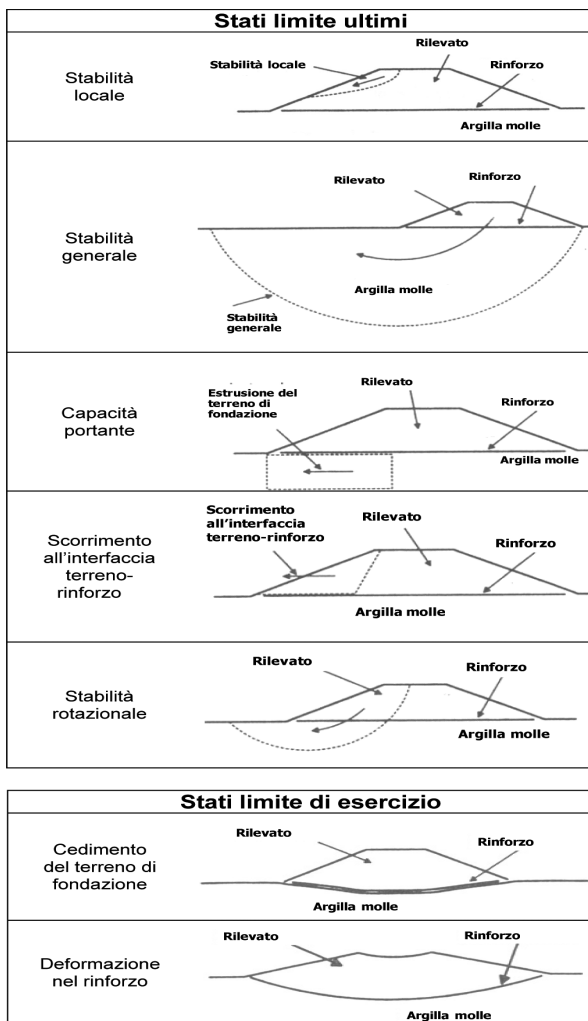 Stati limite ultimi
Stabilità
locale
Stabilità locale
Rilevato
Rinforzo
Argilla molle
Stabilità
generale
Rilevato
Rinforzo
Argilla molle
Stabilità
generale
Capacità
portante
Estrusione del
terreno di
fondazione
Rilevato
Rinforzo
Argilla molle
Scorrimento
all'interfaccia
terreno-
rinforzo
Scorrimento
all'interfaccia
terreno-rinforzo
Rilevato
Rinforzo
Argilla molle
Stabilità
rotazionale
Rilevato
Rinforzo
Argilla molle
Stati limite di esercizio
Cedimento
del terreno di
fondazione
Rilevato
Rinforzo
Argilla molle
Deformazione
nel rinforzo
Rilevato
Rinforzo
Argilla molle